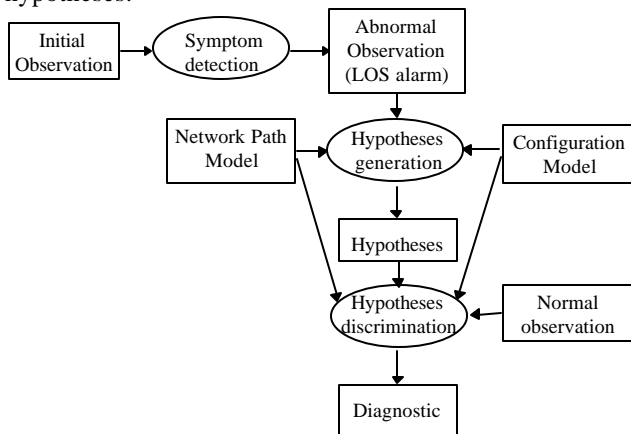 hypotheses.
Initial
Observation
Symptom
detection
Abnormal
Observation
(LOS alarm)
Network Path
Model
Hypotheses
generation
Configuration
Model
Hypotheses
Hypotheses
discrimination
Normal
observation
Diagnostic